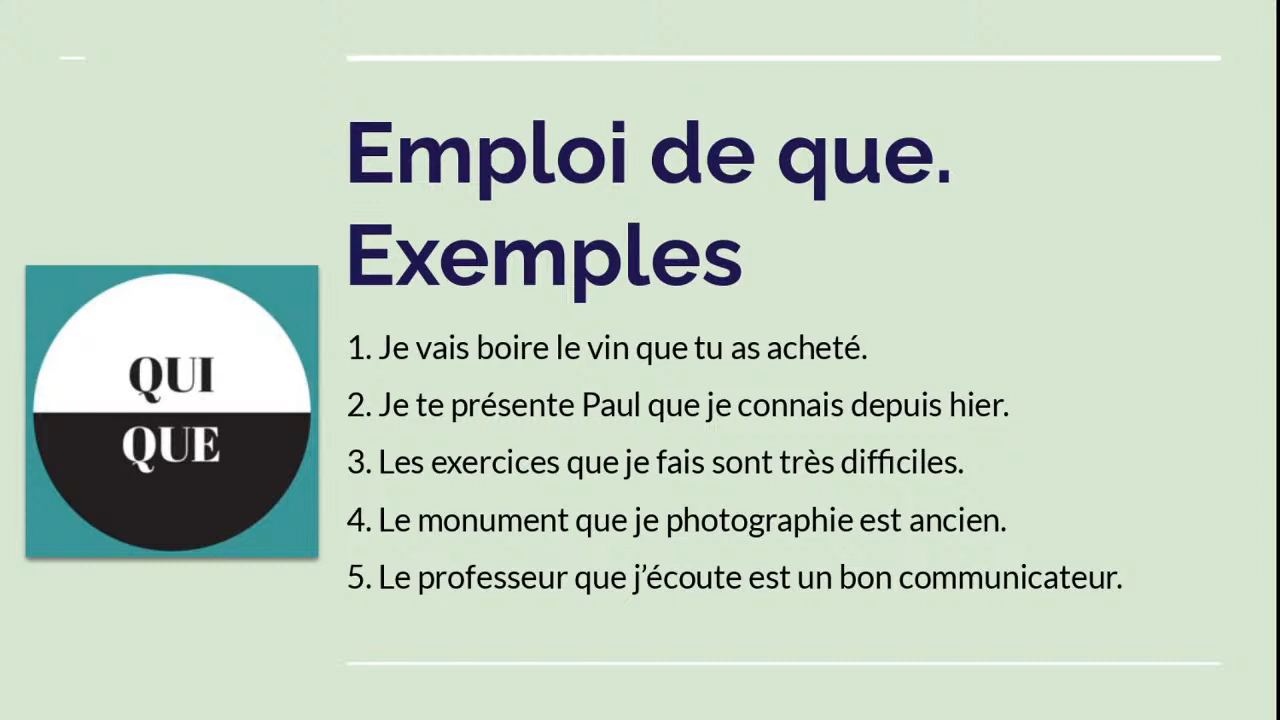 Emploi de que.
Exemples
QUI
QUE
1. Je vais boire le vin que tu as acheté.
2. Je te présente Paul que je connais depuis hier.
3. Les exercices que je fais sont très difficiles.
4. Le monument que je photographie est ancien.
5. Le professeur que j’écoute est un bon communicateur.